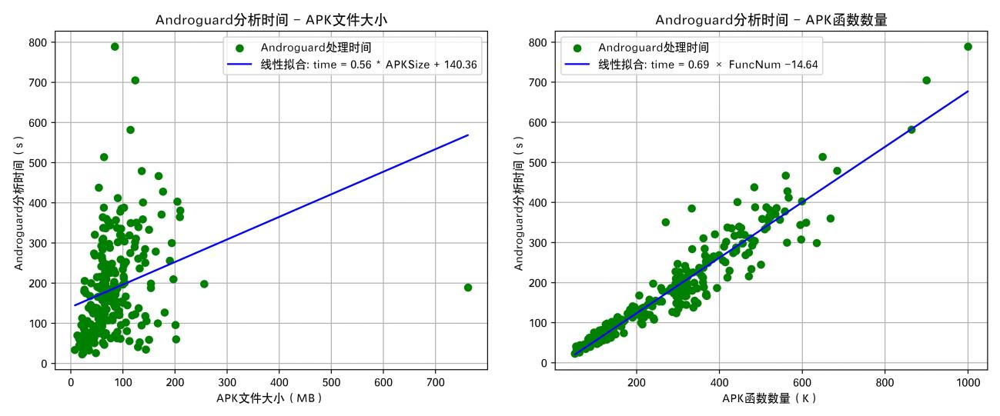 Androguard分析时间 – APK文件大小
Androguard处理时间
线性拟合: time = 0.56 * APKSize + 140.36
Androguard分析时间（s）
800
700
600
500
400
300
200
100
0
0 100 200 300 400 500 600 700
APK文件大小（MB）
Androguard分析时间 – APK函数数量
Androguard处理时间
线性拟合: time = 0.69 × FuncNum −14.64
Androguard分析时间（s）
800
700
600
500
400
300
200
100
0
200 400 600 800 1000
APK函数数量（K）